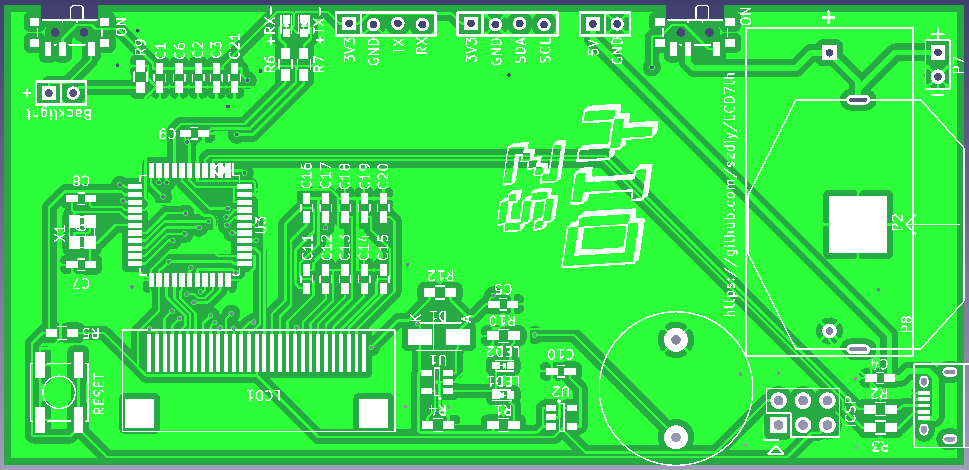 ON
R9
C1
C6
C2
C3
C21
+RX-
+TX-
R6
R7
3V3
GND
TX
RX
3V3
GND
SDA
SCL
5V
GND
ON
+
+
P7
-
+
Backlight
C9
C8
X1
C7
U3
C16
C17
C18
C19
C20
C11
C12
C13
C14
C15
https://github.com/szdiy/LCD7th
P2
P8
R12
C5
K
D1
A
R10
R5
RESET
LCD1
U1
LED2
LED1
C10
R4
R1
U2
ICSP
C4
R2
R3